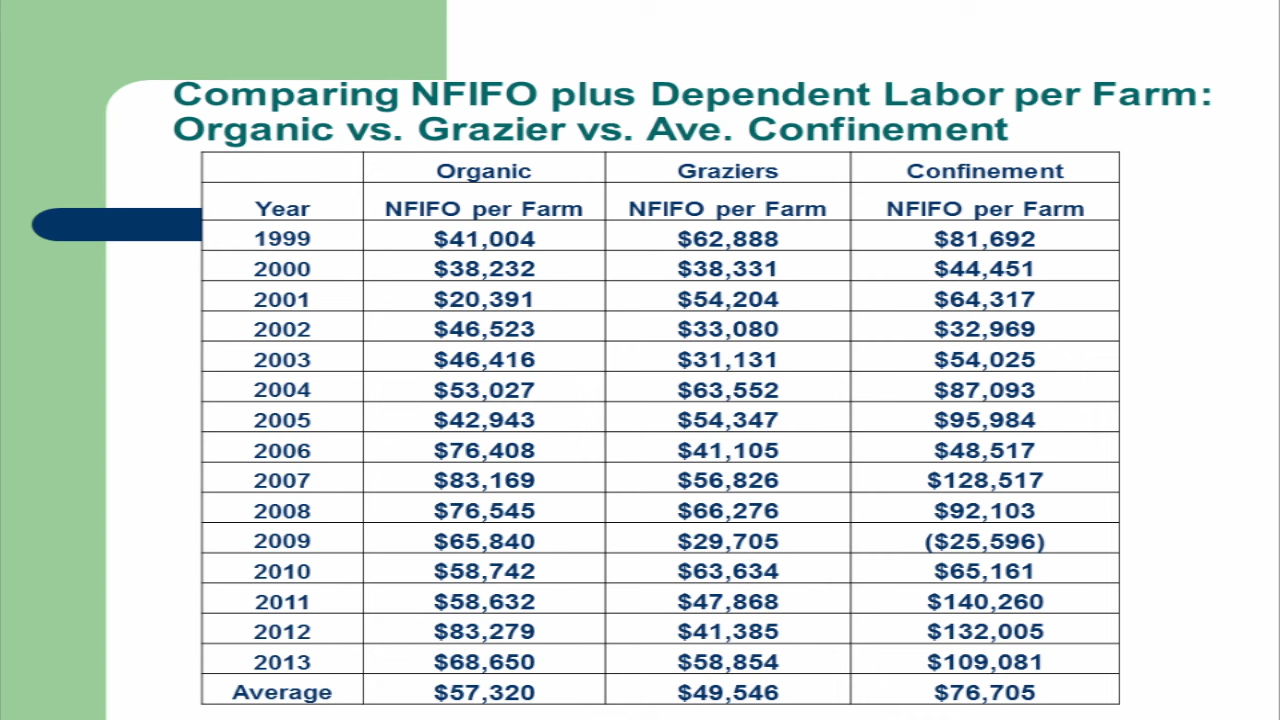 Comparing NFIFO plus Dependent Labor per Farm:
Organic vs. Grazier vs. Ave. Confinement
Organic Graziers Confinement
Year NFIFO per Farm NFIFO per Farm NFIFO per Farm
1999 $41,004 $62,888 $81,692
2000 $38,232 $38,331 $44,451
2001 $20,391 $54,204 $64,317
2002 $46,523 $33,080 $32,969
2003 $46,416 $31,131 $54,025
2004 $53,027 $63,552 $87,093
2005 $42,943 $54,347 $95,984
2006 $76,408 $41,105 $48,517
2007 $83,169 $56,826 $128,517
2008 $76,545 $66,276 $92,103
2009 $65,840 $29,705 ($25,596)
2010 $58,742 $63,634 $65,161
2011 $58,632 $47,868 $140,260
2012 $83,279 $41,385 $132,005
2013 $68,650 $58,854 $109,081
Average $57,320 $49,546 $76,705